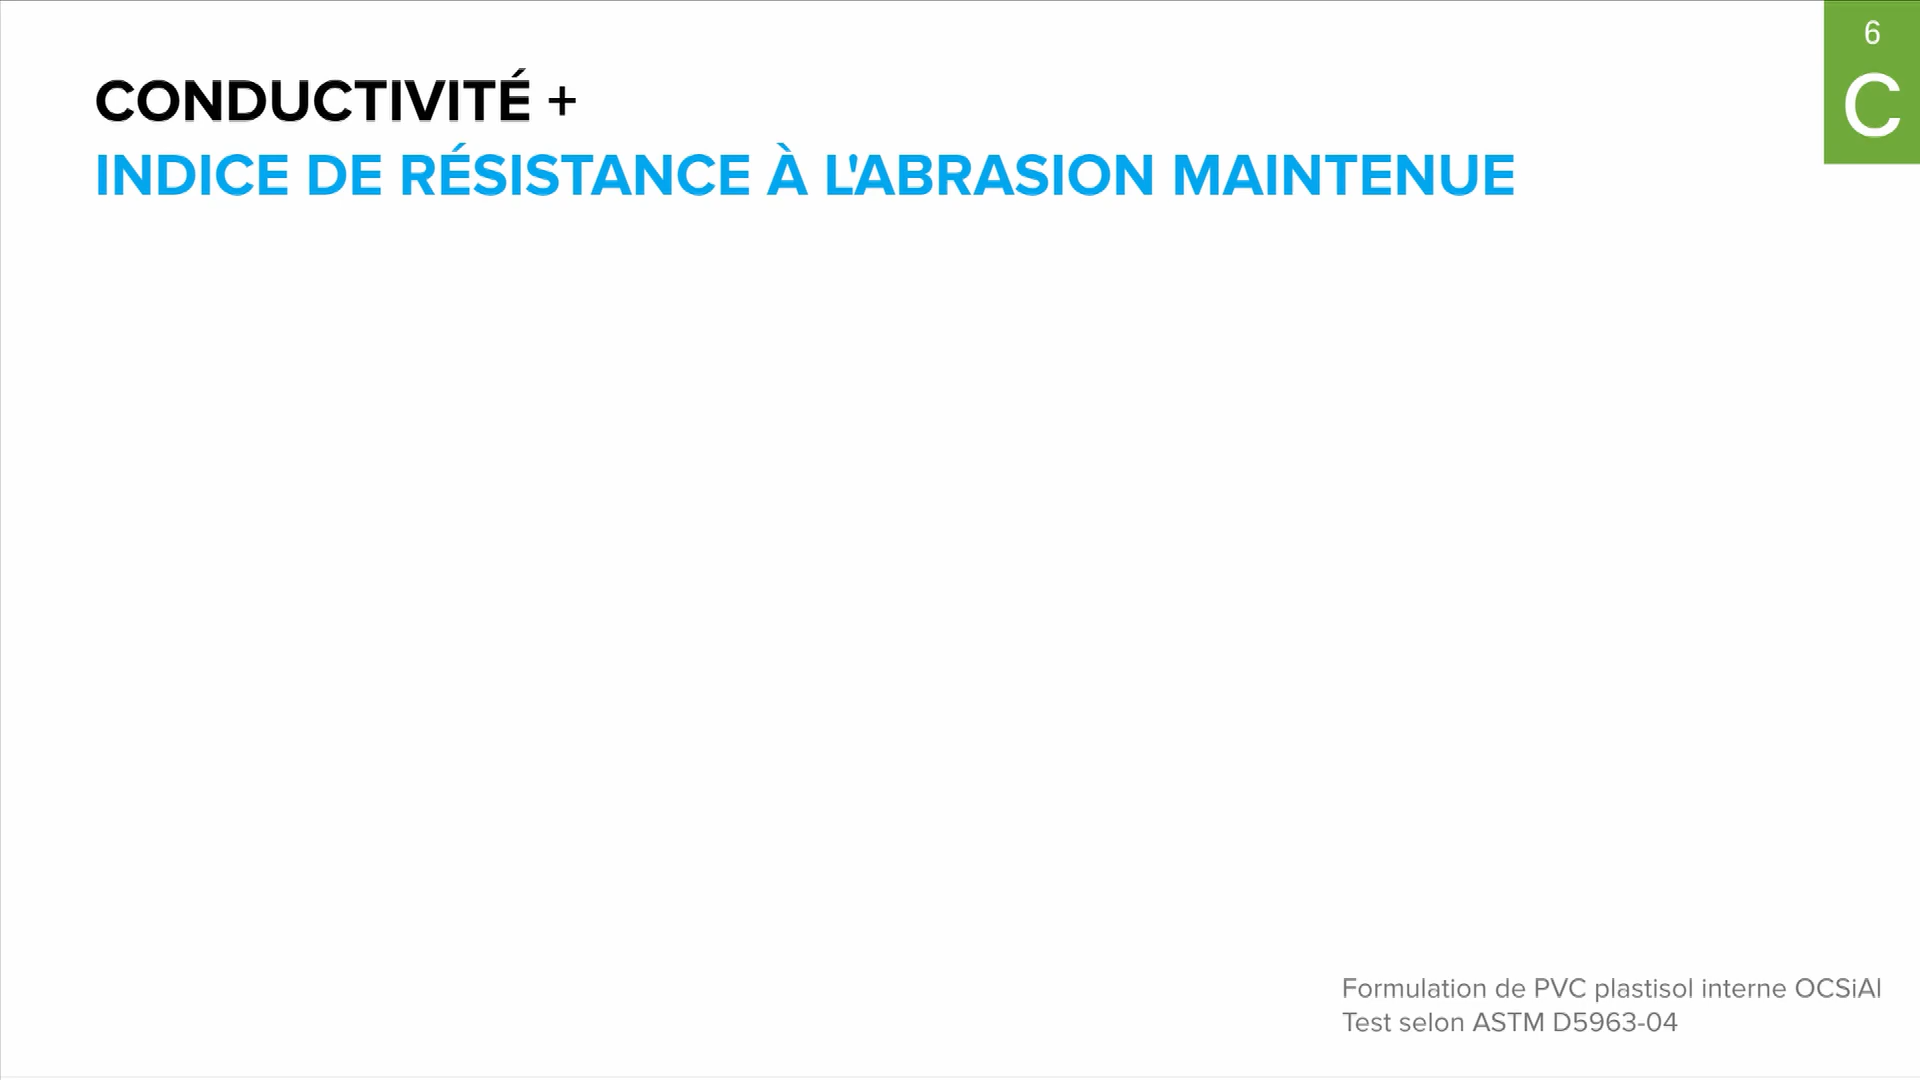 6
C
CONDUCTIVITÉ +
INDICE DE RÉSISTANCE À L'ABRASION MAINTENUE
Formulation de PVC plastisol interne OCSiAl
Test selon ASTM D5963-04